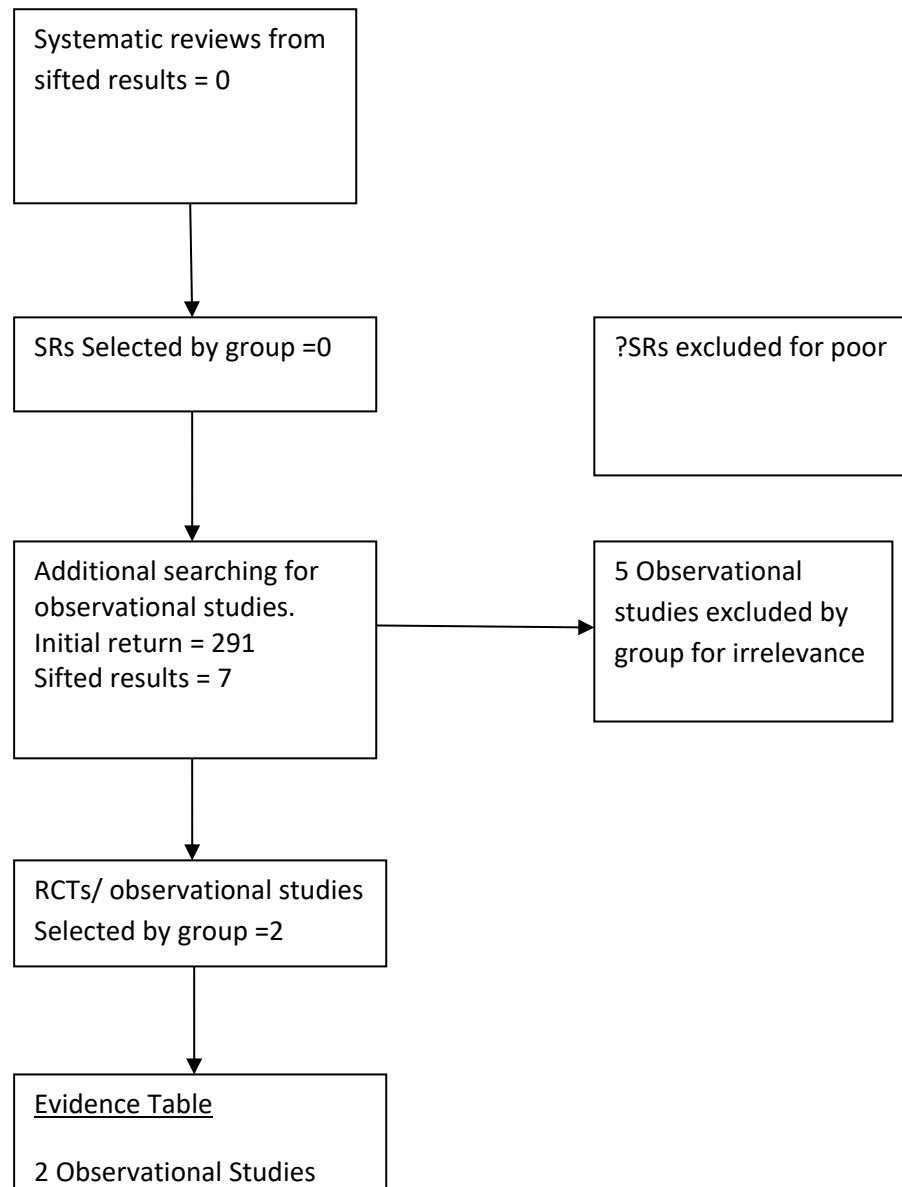 Systematic reviews from
sifted results = 0
SRs Selected by group =0
?SRs excluded for poor
Additional searching for
observational studies.
Initial return = 291
Sifted results = 7
5 Observational
studies excluded by
group for irrelevance
RCTs/ observational studies
Selected by group =2
Evidence Table
2 Observational Studies